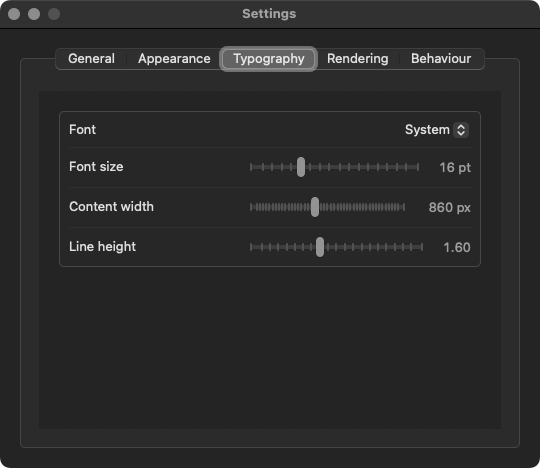 Settings
General Appearance Typography Rendering Behaviour
Font System
Font size 16 pt
Content width 860 px
Line height 1.60